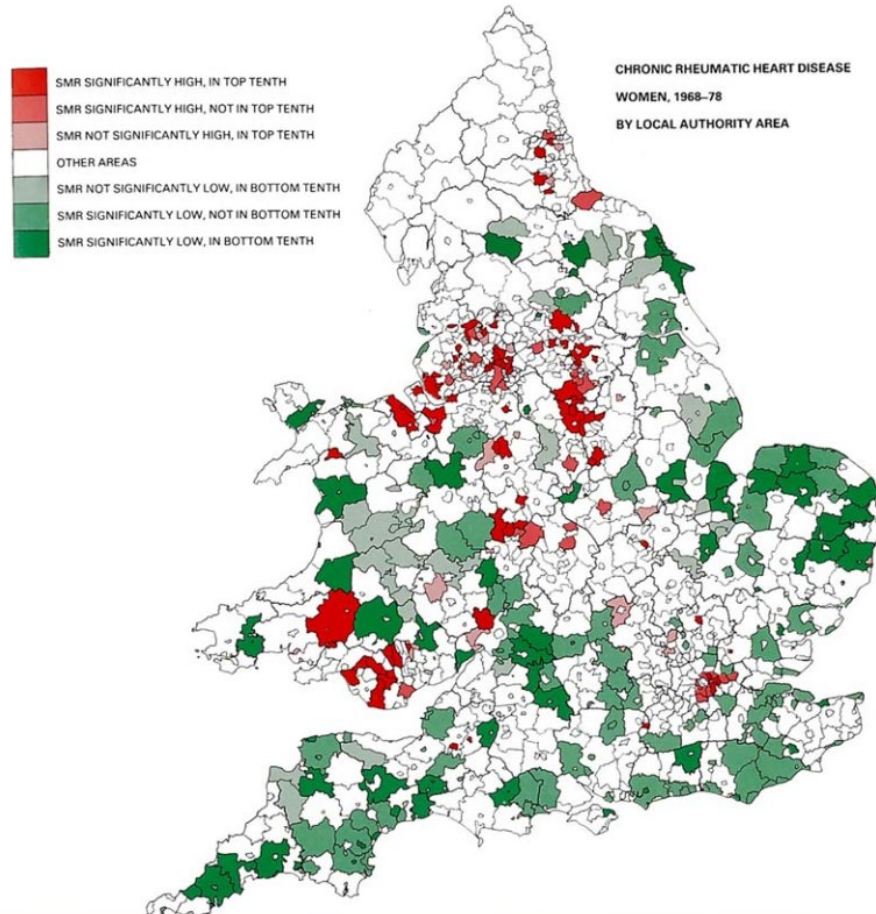 SMR SIGNIFICANTLY HIGH, IN TOP TENTH
SMR SIGNIFICANTLY HIGH, NOT IN TOP TENTH
SMR NOT SIGNIFICANTLY HIGH, IN TOP TENTH
OTHER AREAS
SMR NOT SIGNIFICANTLY LOW, IN BOTTOM TENTH
SMR SIGNIFICANTLY LOW, NOT IN BOTTOM TENTH
SMR SIGNIFICANTLY LOW, IN BOTTOM TENTH
CHRONIC RHEUMATIC HEART DISEASE
WOMEN, 1968–78
BY LOCAL AUTHORITY AREA